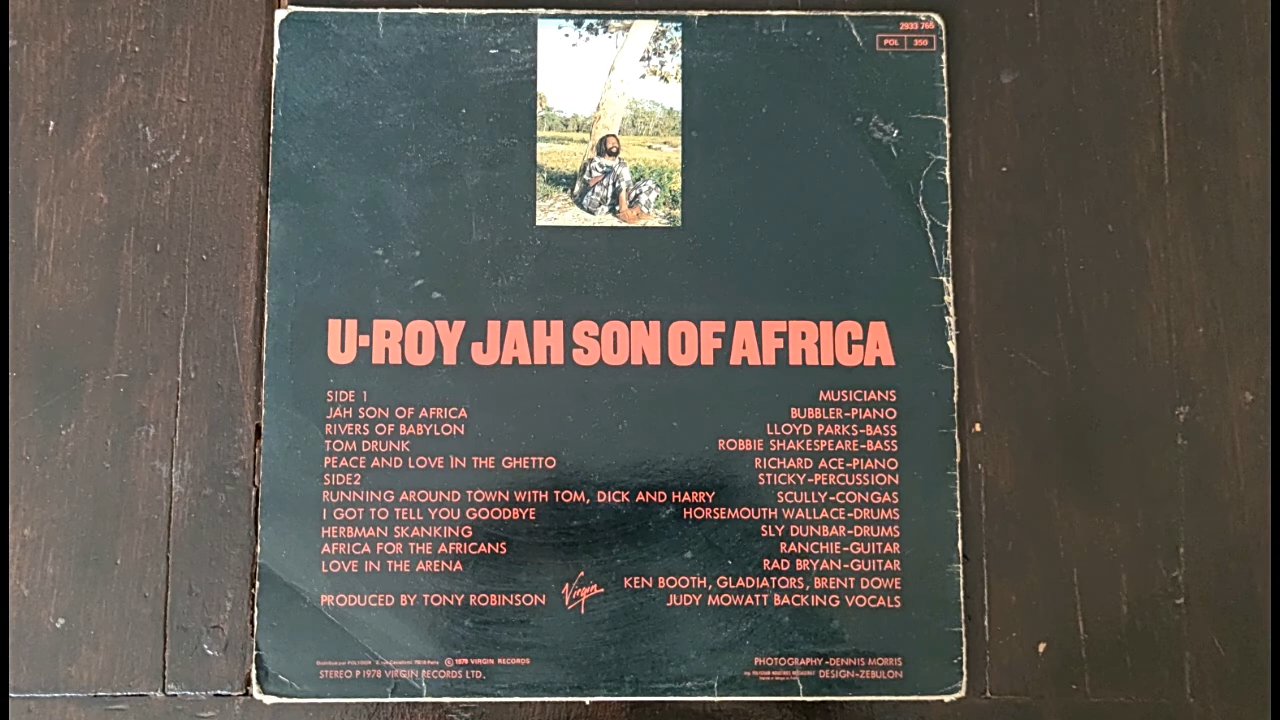 2933 765
POL 350
U-ROY JAH SON OF AFRICA
SIDE 1
JAH SON OF AFRICA
RIVERS OF BABYLON
TOM DRUNK
PEACE AND LOVE IN THE GHETTO
SIDE2
RUNNING AROUND TOWN WITH TOM, DICK AND HARRY
I GOT TO TELL YOU GOODBYE
HERBMAN SKANKING
AFRICA FOR THE AFRICANS
LOVE IN THE ARENA
PRODUCED BY TONY ROBINSON
Virgin
MUSICIANS
BUBBLER-PIANO
LLOYD PARKS-BASS
ROBBIE SHAKESPEARE-BASS
RICHARD ACE-PIANO
STICKY-PERCUSSION
SCULLY-CONGAS
HORSEMOUTH WALLACE-DRUMS
SLY DUNBAR-DRUMS
RANCHIE-GUITAR
RAD BRYAN-GUITAR
KEN BOOTH, GLADIATORS, BRENT DOWE
JUDY MOWATT BACKING VOCALS
Distribué par POLYDOR © 1978 VIRGIN RECORDS
STEREO P 1978 VIRGIN RECORDS LTD.
PHOTOGRAPHY-DENNIS MORRIS
DESIGN-ZEBULON